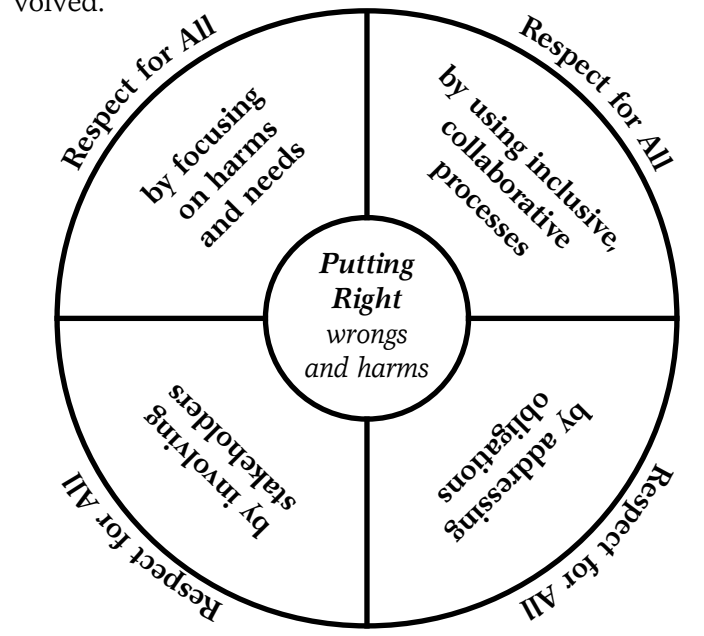 volved.
Respect for All
Respect for All
by focusing
on harms
and needs
by using inclusive,
collaborative
processes
Putting
Right
wrongs
and harms
by involving
stakeholders
by addressing
obligations
Respect for All
Respect for All